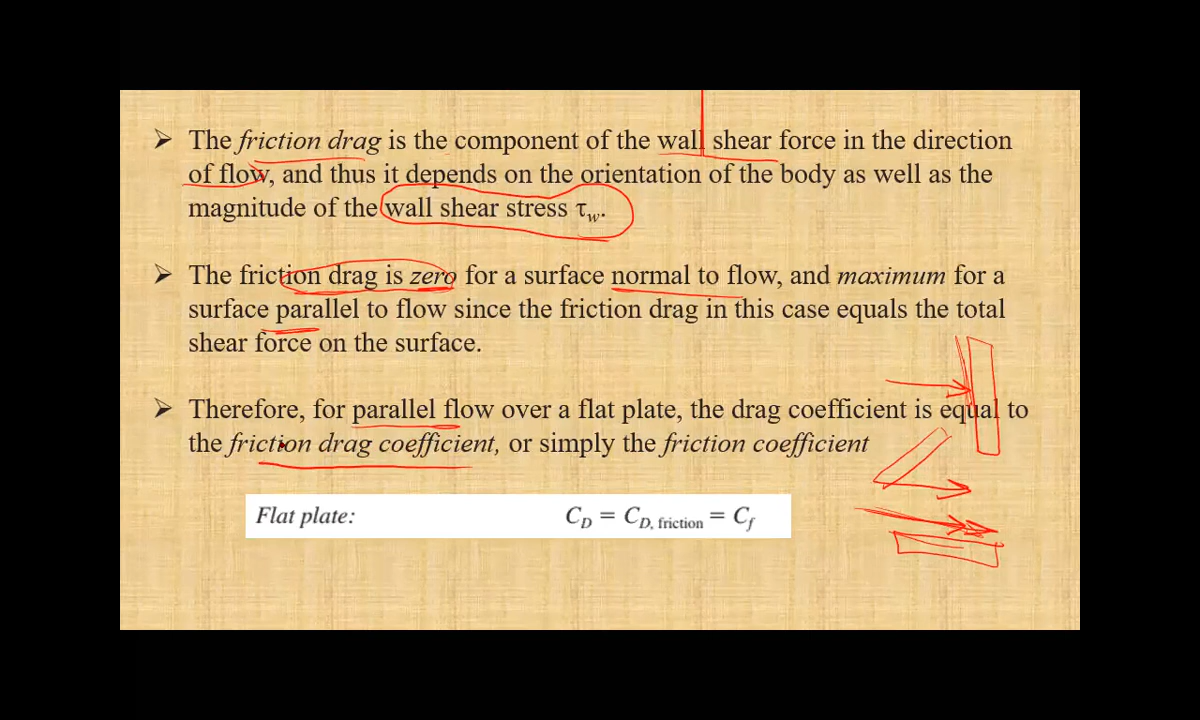 ➢ The friction drag is the component of the wall shear force in the direction
of flow, and thus it depends on the orientation of the body as well as the
magnitude of the wall shear stress τw.
➢ The friction drag is zero for a surface normal to flow, and maximum for a
surface parallel to flow since the friction drag in this case equals the total
shear force on the surface.
➢ Therefore, for parallel flow over a flat plate, the drag coefficient is equal to
the friction drag coefficient, or simply the friction coefficient
Flat plate: CD = CD, friction = Cf